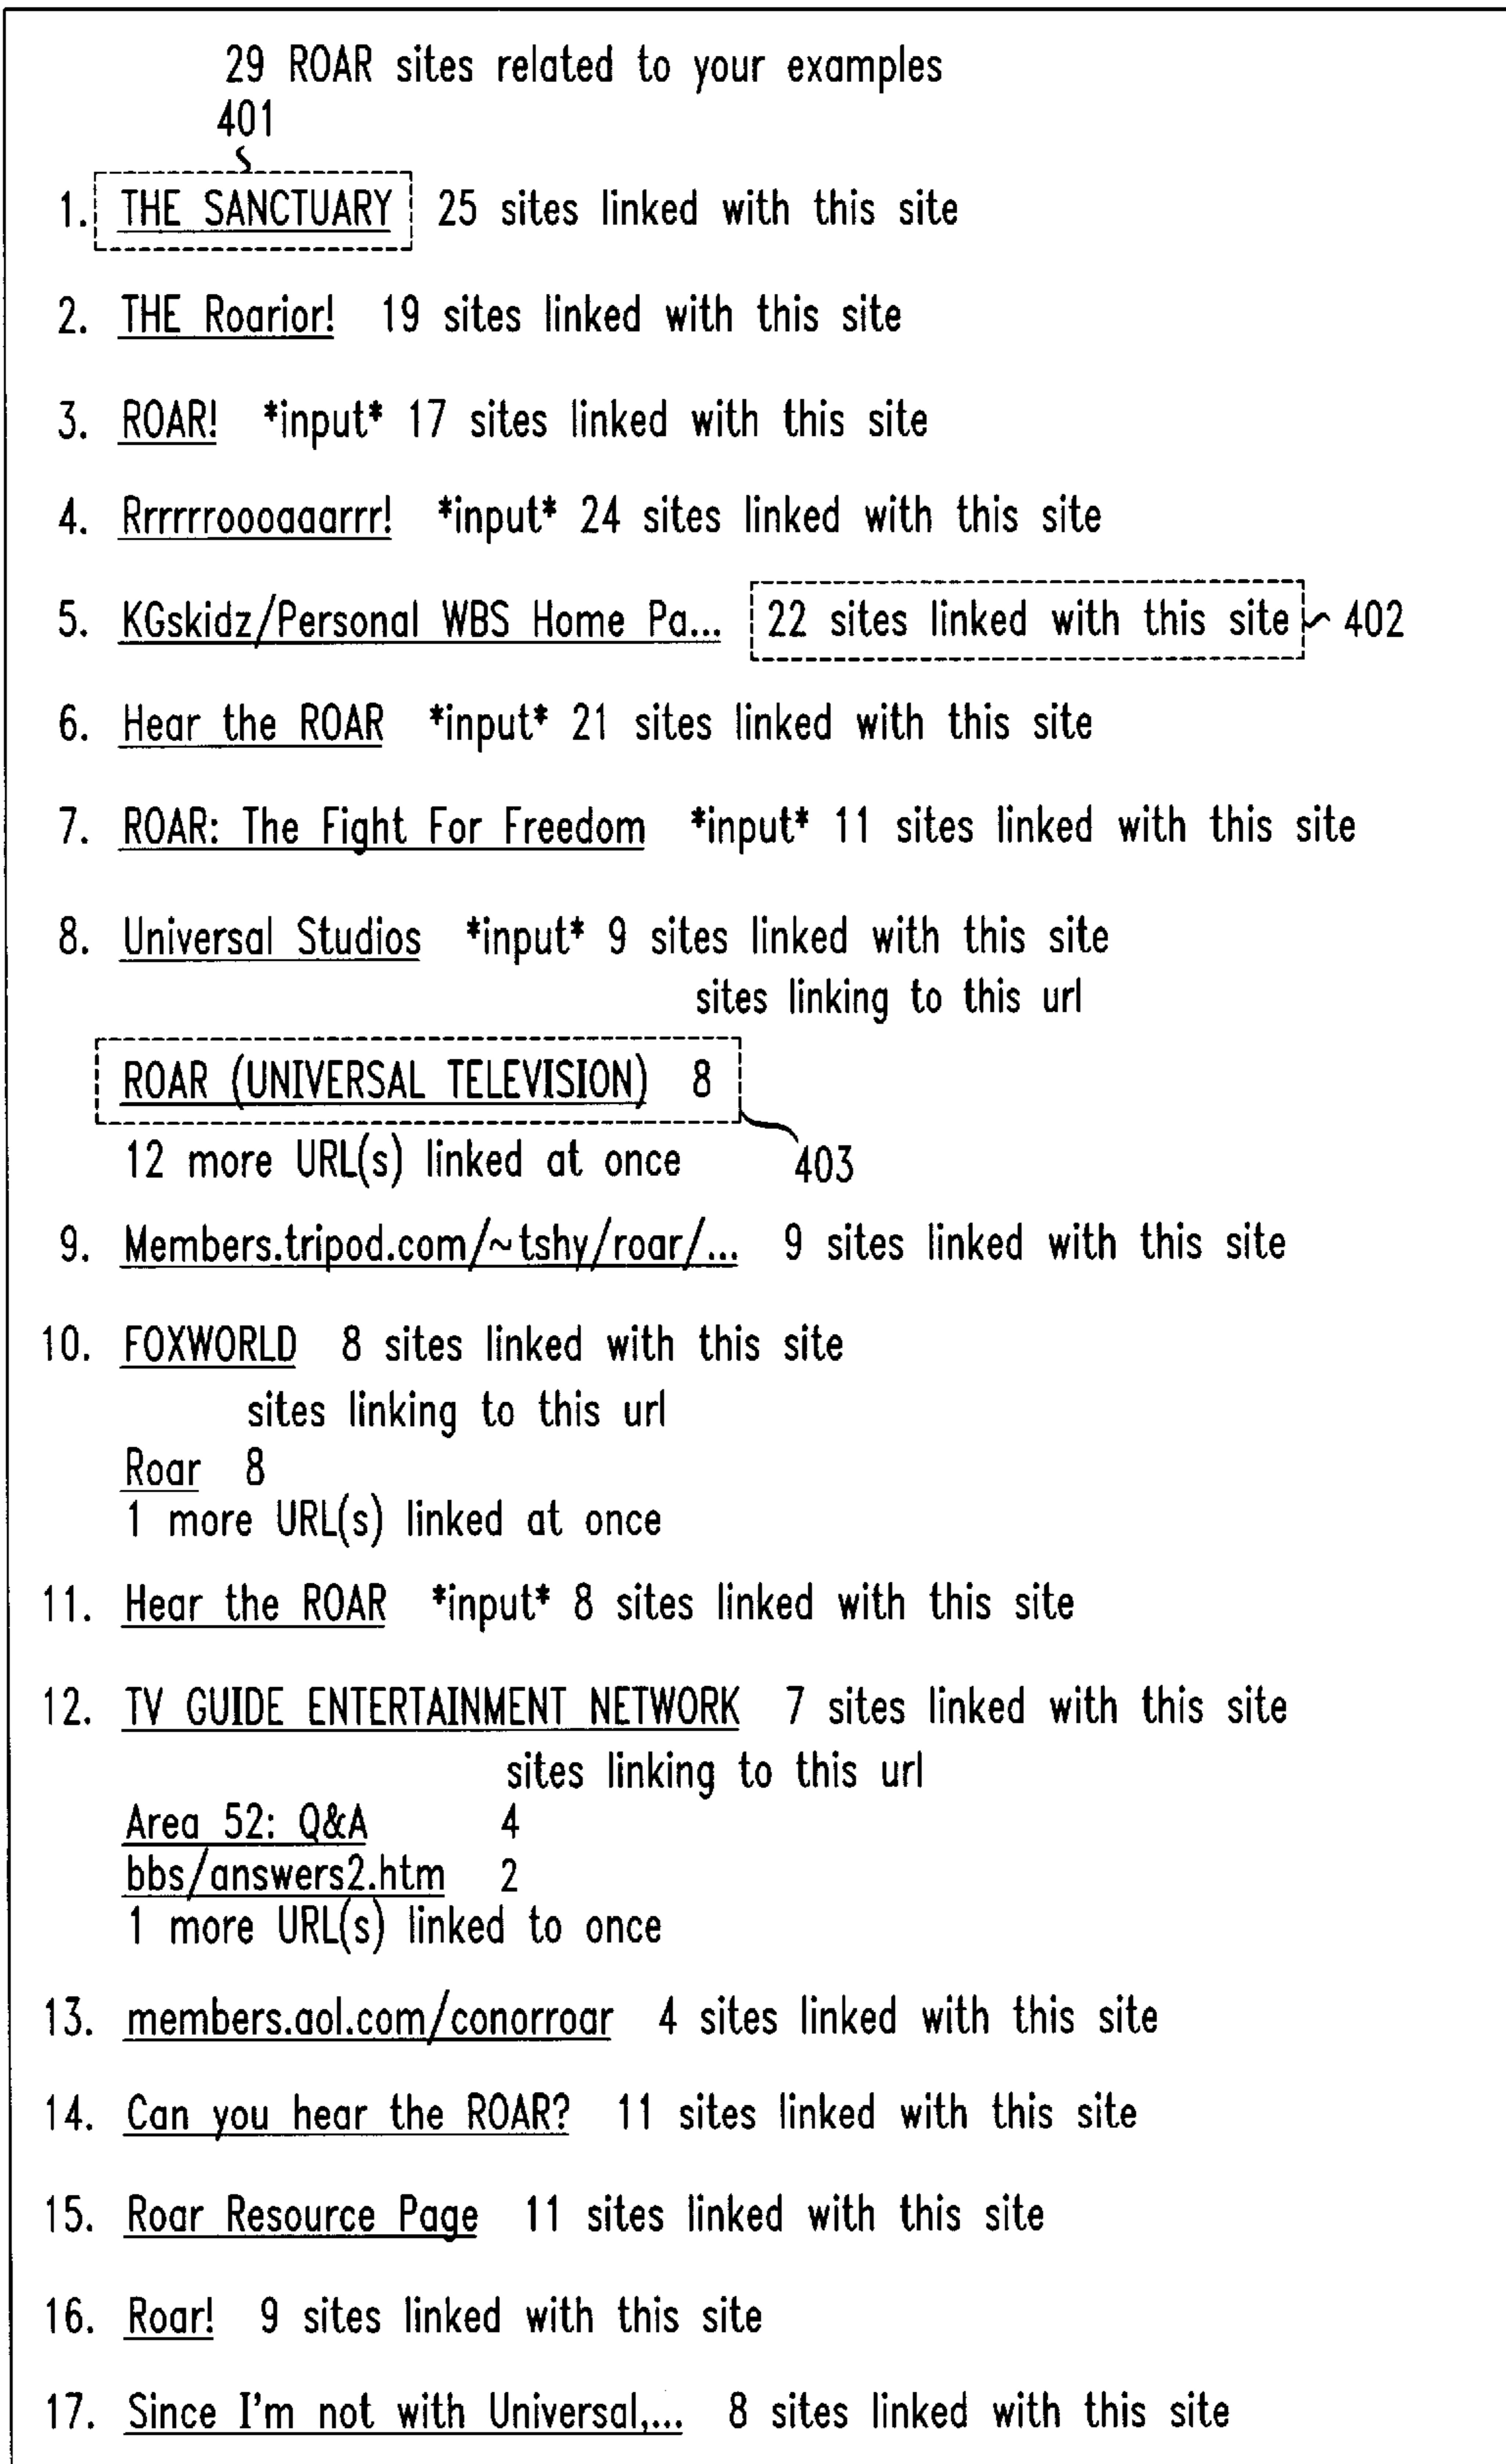 29 ROAR sites related to your examples
401
1. THE SANCTUARY 25 sites linked with this site
2. THE Roarior! 19 sites linked with this site
3. ROAR! *input* 17 sites linked with this site
4. Rrrrrroooaaarrr! *input* 24 sites linked with this site
5. KGskidz/Personal WBS Home Pa... 22 sites linked with this site 402
6. Hear the ROAR *input* 21 sites linked with this site
7. ROAR: The Fight For Freedom *input* 11 sites linked with this site
8. Universal Studios *input* 9 sites linked with this site
sites linking to this url
ROAR (UNIVERSAL TELEVISION) 8
12 more URL(s) linked at once 403
9. Members.tripod.com/~tshy/roar/... 9 sites linked with this site
10. FOXWORLD 8 sites linked with this site
sites linking to this url
Roar 8
1 more URL(s) linked at once
11. Hear the ROAR *input* 8 sites linked with this site
12. TV GUIDE ENTERTAINMENT NETWORK 7 sites linked with this site
sites linking to this url
Area 52: Q&A 4
bbs/answers2.htm 2
1 more URL(s) linked to once
13. members.aol.com/conorroar 4 sites linked with this site
14. Can you hear the ROAR? 11 sites linked with this site
15. Roar Resource Page 11 sites linked with this site
16. Roar! 9 sites linked with this site
17. Since I'm not with Universal,... 8 sites linked with this site